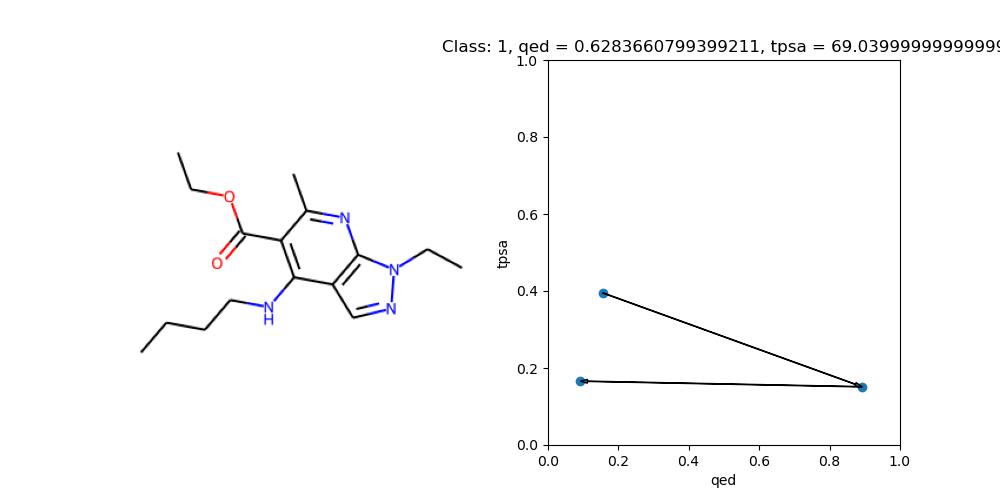 Class: 1, qed = 0.6283660799399211, tpsa = 69.0399999999999
1.0
0.8
0.6
0.4
0.2
0.0
tpsa
0.0 0.2 0.4 0.6 0.8 1.0
qed
O
O
N
N
N
N
H